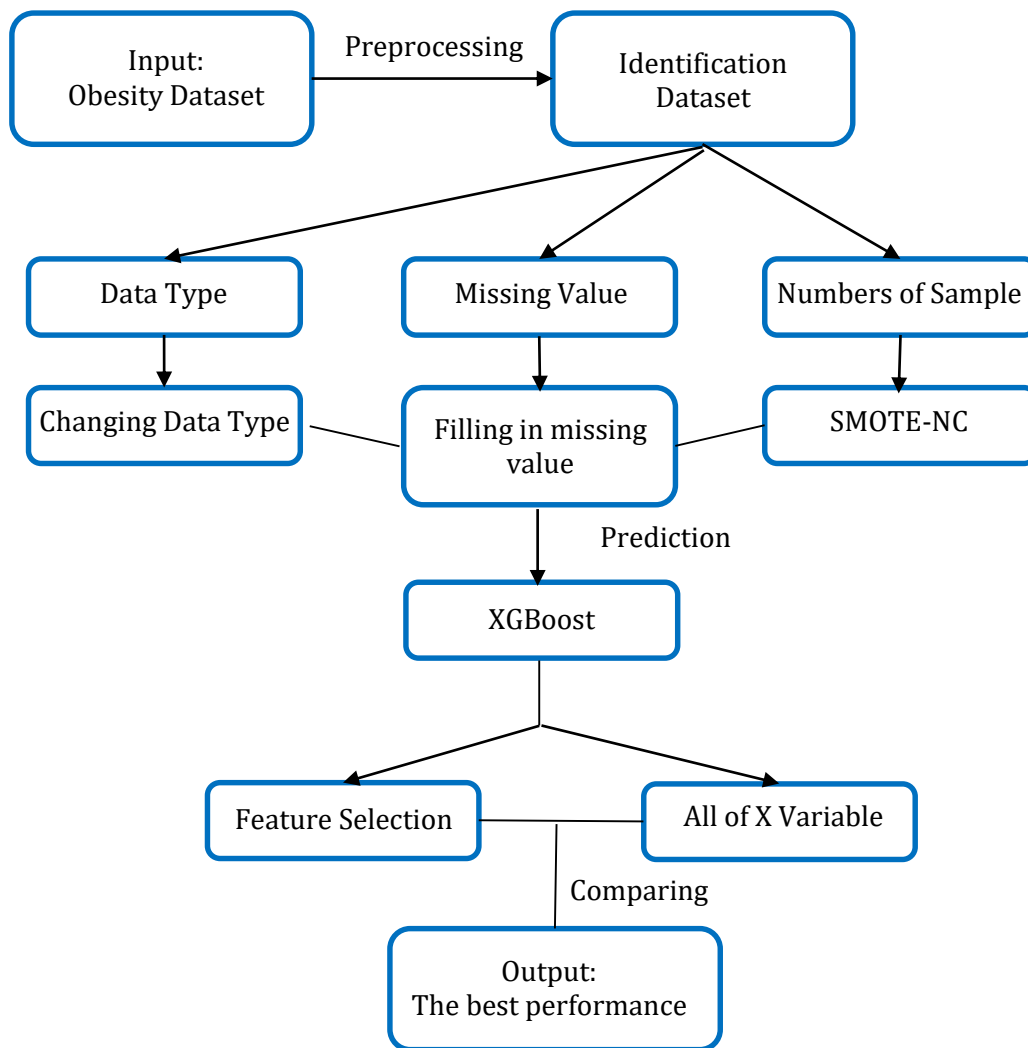 Input:
Obesity Dataset
Preprocessing
Identification
Dataset
Data Type
Missing Value
Numbers of Sample
Changing Data Type
Filling in missing
value
SMOTE-NC
Prediction
XGBoost
Feature Selection
All of X Variable
Comparing
Output:
The best performance